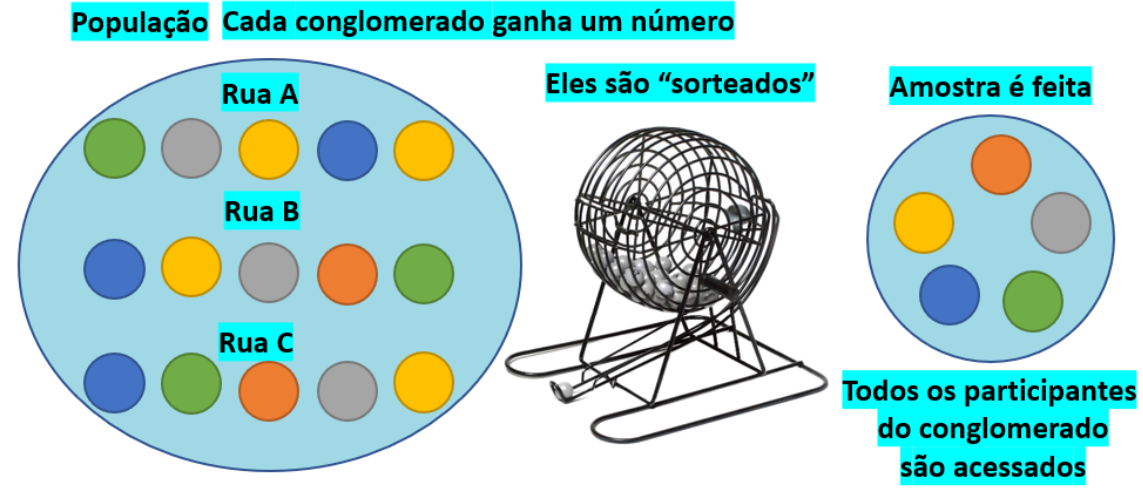 População
Cada conglomerado ganha um número
Rua A
Rua B
Rua C
Eles são “sorteados”
Amostra é feita
Todos os participantes
do conglomerado
são acessados